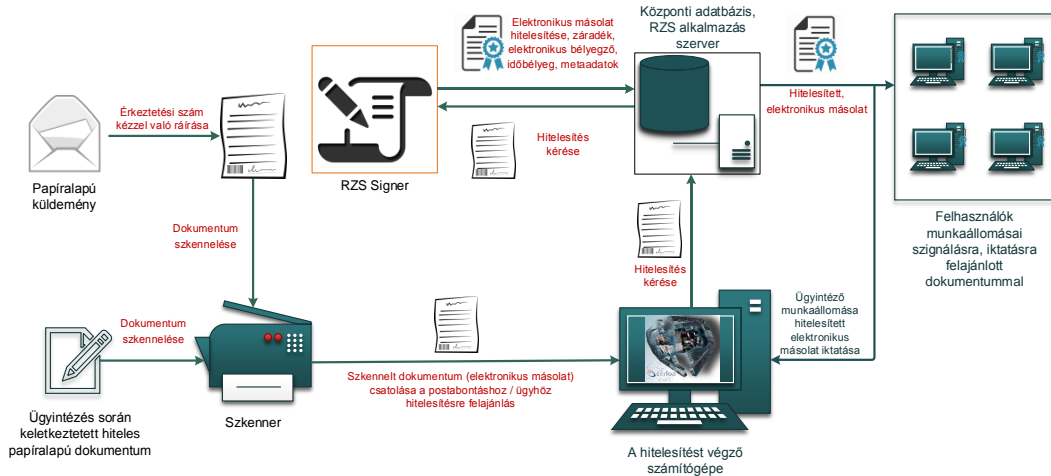 Elektronikus másolat
hitelesítése, záradék,
elektronikus bélyegző,
időbélyeg, metaadatok
Központi adatbázis,
RZS alkalmazás
szerver
Érkeztetési szám
kézzel való ráírása
Hitelesített,
elektronikus másolat
Hitelesítés
kérése
Papíralapú
küldemény
RZS Signer
Dokumentum
szkennelése
Hitelesítés
kérése
Felhasználók
munkaállomásai
szignálásra, iktatásra
felajánlott
dokumentummal
Dokumentum
szkennelése
Ügyintéző
munkaállomása
hitelesített
elektronikus
másolat iktatása
Szkennelt dokumentum (elektronikus másolat)
csatolása a postabontáshoz / ügyhöz
hitelesítésre felajánlás
Ügyintézés során
keletkeztetett hiteles
papíralapú dokumentum
Szkenner
A hitelesítést végző
számítógépe